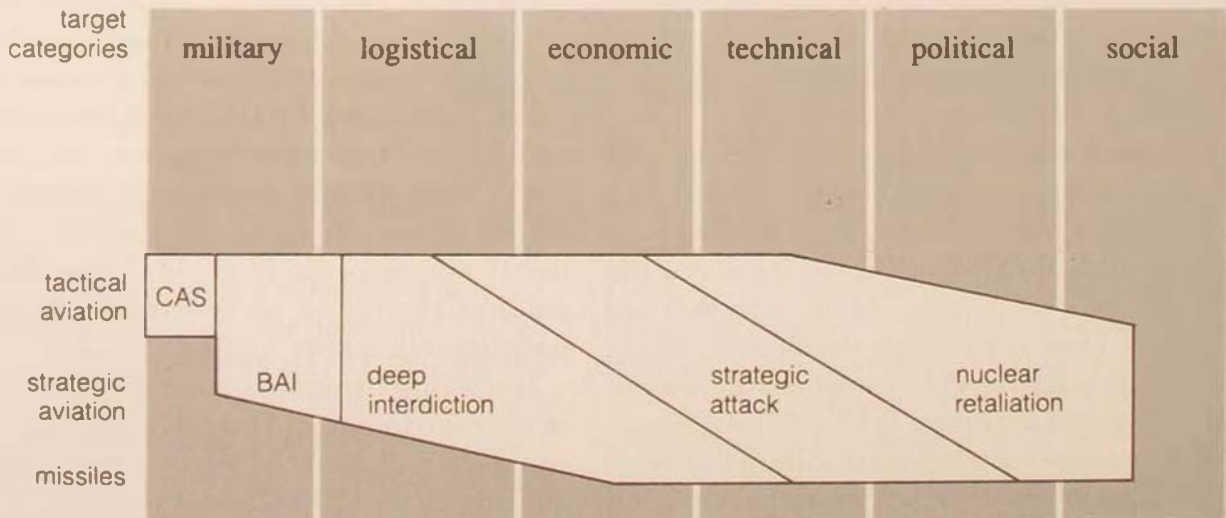 target
categories
military
logistical
economic
technical
political
social
tactical
aviation
CAS
strategic
aviation
BAI
deep
interdiction
strategic
attack
nuclear
retaliation
missiles